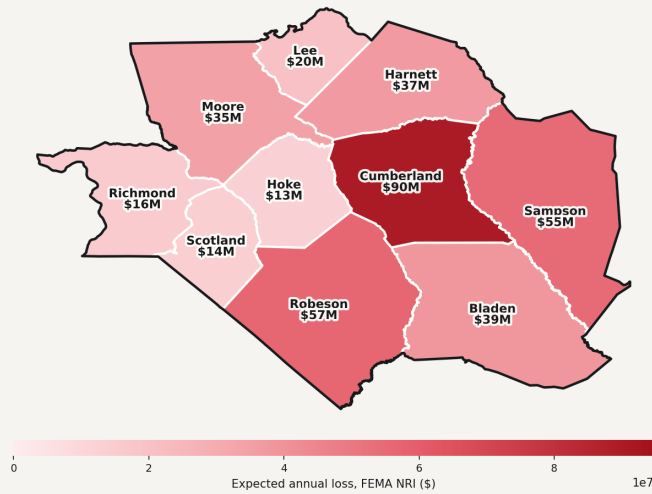 Lee
$20M
Harnett
$37M
Moore
$35M
Cumberland
$90M
Hoke
$13M
Richmond
$16M
Sampson
$55M
Scotland
$14M
Robeson
$57M
Bladen
$39M
0 2 4 6 8
1e7
Expected annual loss, FEMA NRI ($)